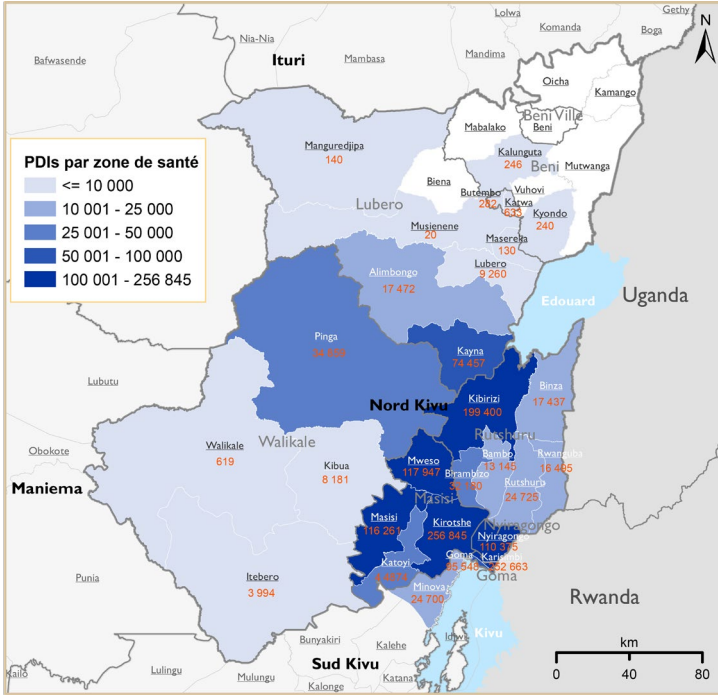 Gethy
Lolwa
Komanda
Boga
N
Nia-Nia
Bafwasende
Mambasa
Mandima
Ituri
Oicha
Kamango
Mabalako
Beni Ville
Beni
Manguredjipa
140
Kalunguta
246
Beni
Mutwanga
PDIs par zone de santé
<= 10 000
10 001 - 25 000
25 001 - 50 000
50 001 - 100 000
100 001 - 256 845
Biena
Butembo
282
Vuhovi
Katwa
633
Kyondo
240
Lubero
Musienene
20
Masereka
130
Lubero
9 260
Alimbongo
17 472
Edouard
Uganda
Pinga
Kayna
74 457
Binza
17 437
Kibirizi
199 400
Lubutu
Nord Kivu
Obokote
Walikale
619
Walikale
Kibua
8 181
Rutshuru
Mweso
117 947
Bambo
13 145
Rwanguba
16 495
Birambizo
Rutshuru
24 725
Maniema
Masisi
Masisi
116 261
Kirotshe
256 845
Nyiragongo
Nyiragongo
110 375
Karisimbi
252 663
Goma
Goma
Katoyi
Itebero
3 994
Minova
24 700
Punia
Rwanda
Kivu
Idjwi
Bunyakiri
Kalehe
Sud Kivu
Katana
Kailo
Lulingu
Mulungu
Kalonge
km
0 40 80